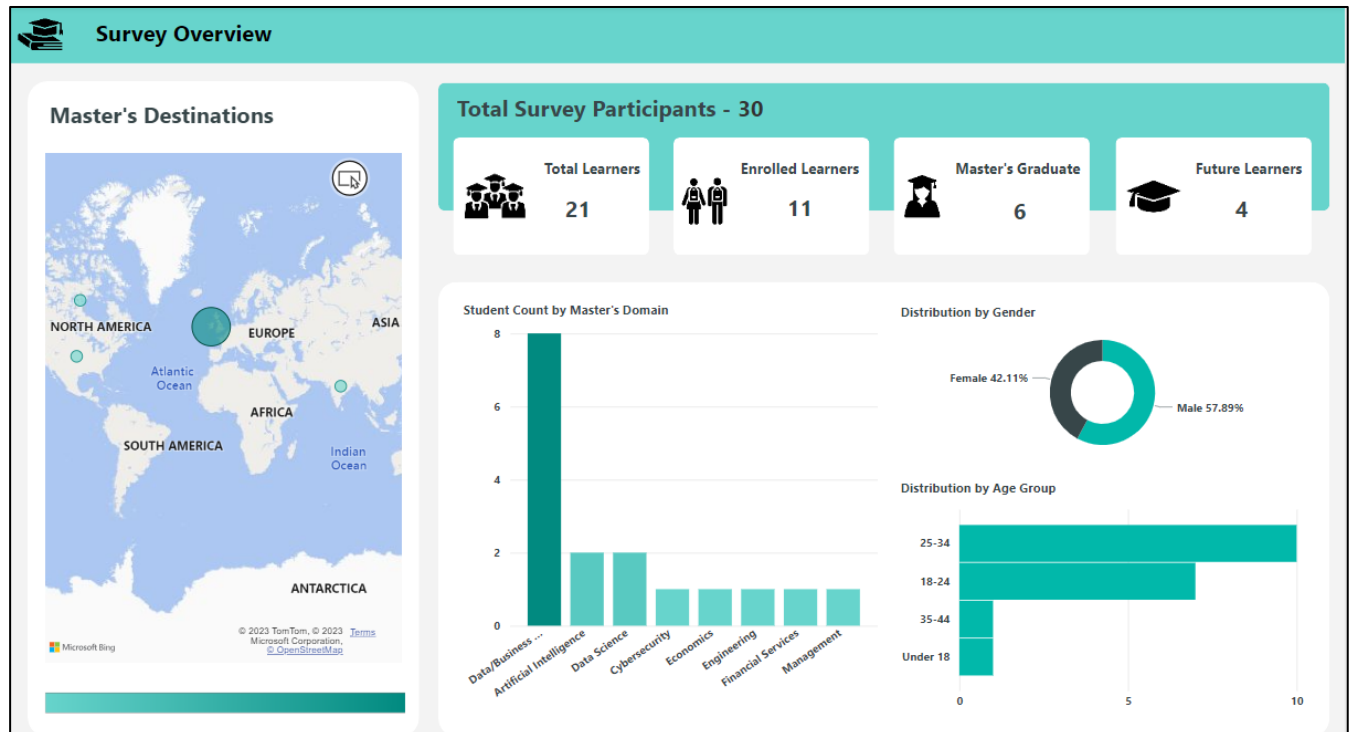 Survey Overview
Master's Destinations
NORTH AMERICA
EUROPE
ASIA
Atlantic
Ocean
AFRICA
SOUTH AMERICA
Indian
Ocean
ANTARCTICA
© 2023 TomTom, © 2023
Microsoft Corporation,
© OpenStreetMap
Terms
Microsoft Bing
Total Survey Participants - 30
Total Learners
21
Enrolled Learners
11
Master's Graduate
6
Future Learners
4
Student Count by Master's Domain
8
6
4
2
0
Data/Business ...
Artificial Intelligence
Data Science
Cybersecurity
Economics
Engineering
Financial Services
Management
Distribution by Gender
Female 42.11%
Male 57.89%
Distribution by Age Group
25-34
18-24
35-44
Under 18
0
5
10